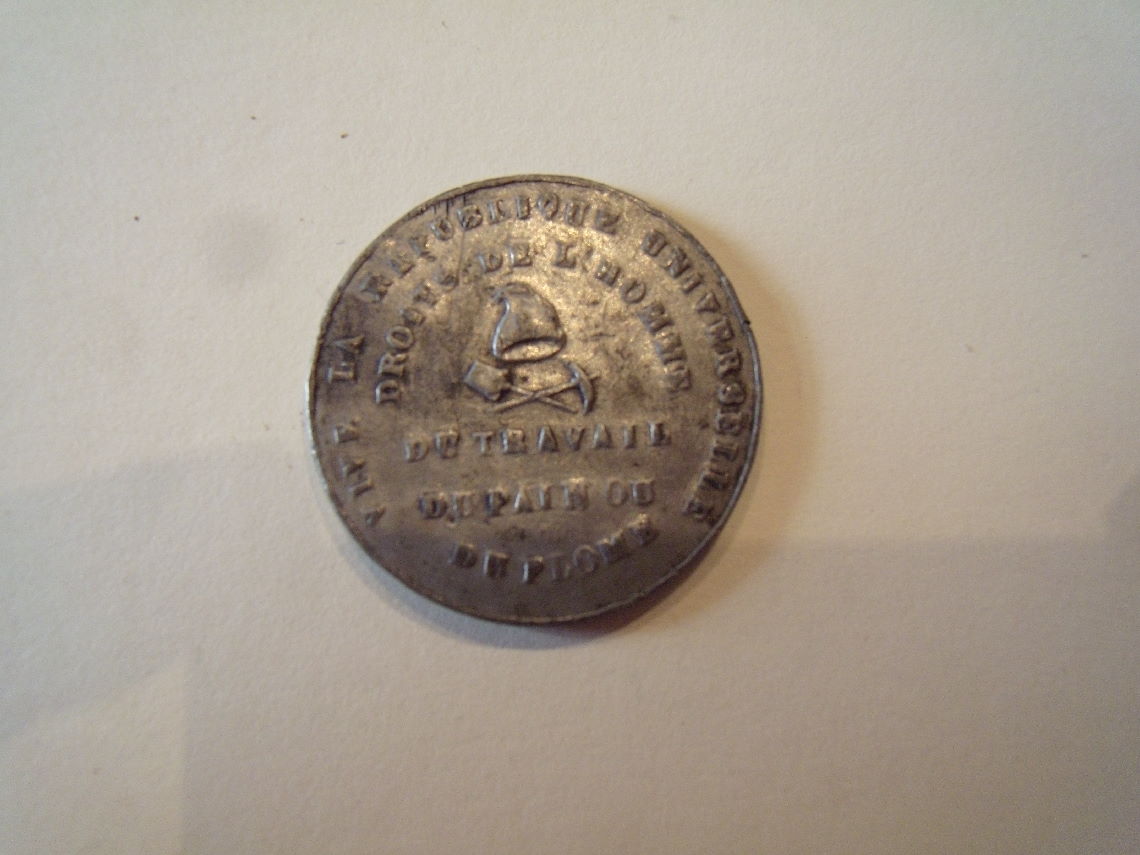 VIVE LA REPUBLIQUE UNIVERSELLE
DROITS DE L'HOMME
DU TRAVAIL
DU PAIN OU
DU PLOMB